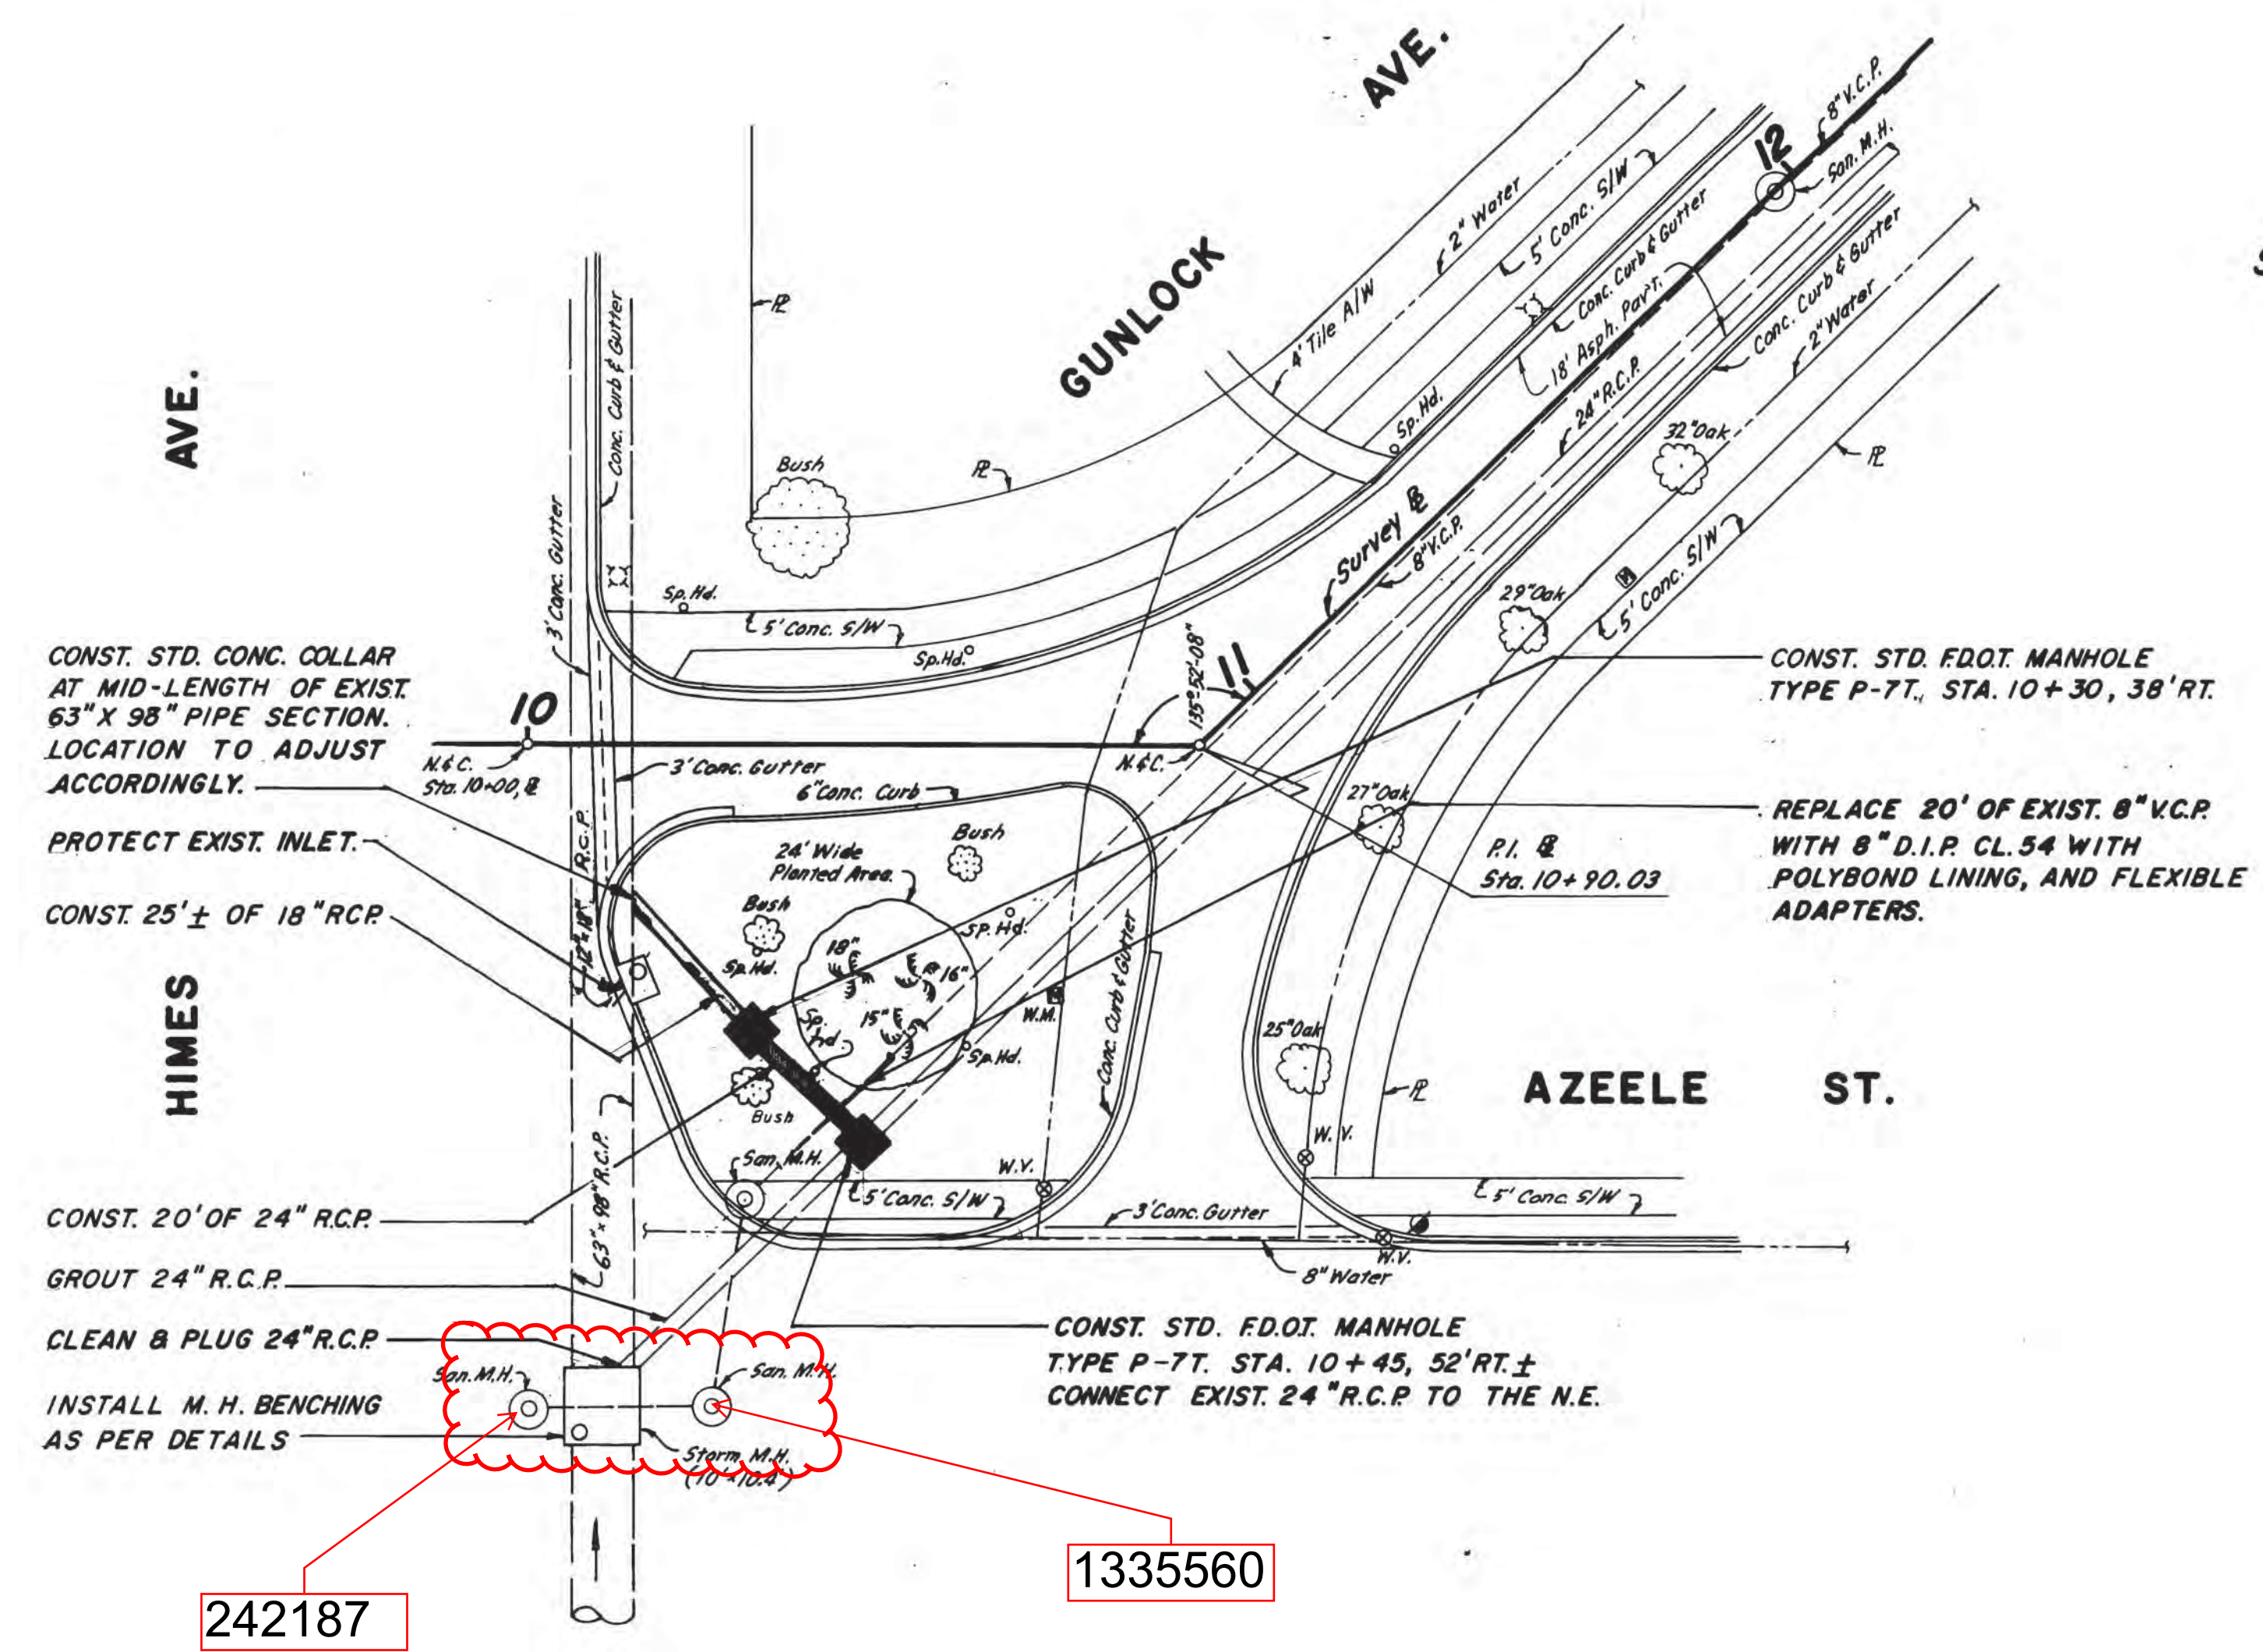 AVE.
GUNLOCK
AVE.
HIMES
AZEELE ST.
12
8" V.C.P.
San. M.H.
2" Water
5' Conc. S/W
Conc. Curb & Gutter
18' Asph. Pav't.
4' Tile A/W
Conc. Curb & Gutter
2" Water
24" R.C.P.
Sp. Hd.
32" Oak
Conc. Curb & Gutter
3' Conc. Gutter
Bush
Survey
8" V.C.P.
29" Oak
5' Conc. S/W
Sp. Hd.
5' Conc. S/W
Sp. Hd.
135°-52'-08"
11
10
N.&C.
Sta. 10+00,
N.&C.
3' Conc. Gutter
6" Conc. Curb
27" Oak
P.I.
Sta. 10+90.03
CONST. STD. CONC. COLLAR
AT MID-LENGTH OF EXIST.
63" X 98" PIPE SECTION.
LOCATION TO ADJUST
ACCORDINGLY.
PROTECT EXIST. INLET.
CONST. 25'± OF 18" RCP.
CONST. STD. F.D.O.T. MANHOLE
TYPE P-7T., STA. 10+30, 38'RT.
REPLACE 20' OF EXIST. 8" V.C.P.
WITH 8" D.I.P. CL.54 WITH
POLYBOND LINING, AND FLEXIBLE
ADAPTERS.
R.C.P.
24' Wide
Planted Area.
Bush
Bush
Sp. Hd.
SP. Hd.
18"
16"
15"
Sp.
hd.
W.M.
Sp. Hd.
Conc. Curb & Gutter
25" Oak
Bush
San. M.H.
W.V.
W.V.
5' Conc. S/W
5' Conc. S/W
3' Conc. Gutter
W.V.
8" Water
63" x 98" R.C.P.
CONST. 20' OF 24" R.C.P.
GROUT 24" R.C.P.
CLEAN & PLUG 24" R.C.P.
INSTALL M. H. BENCHING
AS PER DETAILS
San. M.H.
San. M.H.
Storm M.H.
(10' x 10.4')
CONST. STD. F.D.O.T. MANHOLE
TYPE P-7T. STA. 10+45, 52'RT.±
CONNECT EXIST. 24" R.C.P. TO THE N.E.
1335560
242187